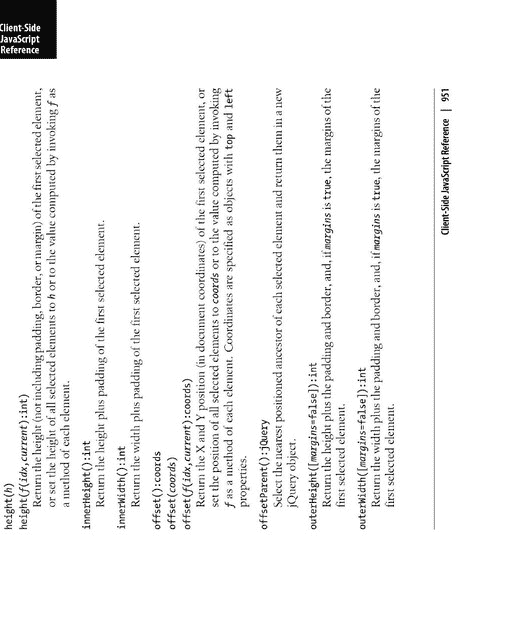 Client-Side
JavaScript
Reference
height(h)
height(f(idx,current):int)
Return the height (not including padding, border, or margin) of the first selected element,
or set the height of all selected elements to h or to the value computed by invoking f as
a method of each element.
innerHeight():int
Return the height plus padding of the first selected element.
innerWidth():int
Return the width plus padding of the first selected element.
offset():coords
offset(coords)
offset(f(idx,current):coords)
Return the X and Y position (in document coordinates) of the first selected element, or
set the position of all selected elements to coords or to the value computed by invoking
f as a method of each element. Coordinates are specified as objects with top and left
properties.
offsetParent():jQuery
Select the nearest positioned ancestor of each selected element and return them in a new
jQuery object.
outerHeight([margins=false]):int
Return the height plus the padding and border, and, if margins is true, the margins of the
first selected element.
outerWidth([margins=false]):int
Return the width plus the padding and border, and, if margins is true, the margins of the
first selected element.
Client-Side JavaScript Reference | 951